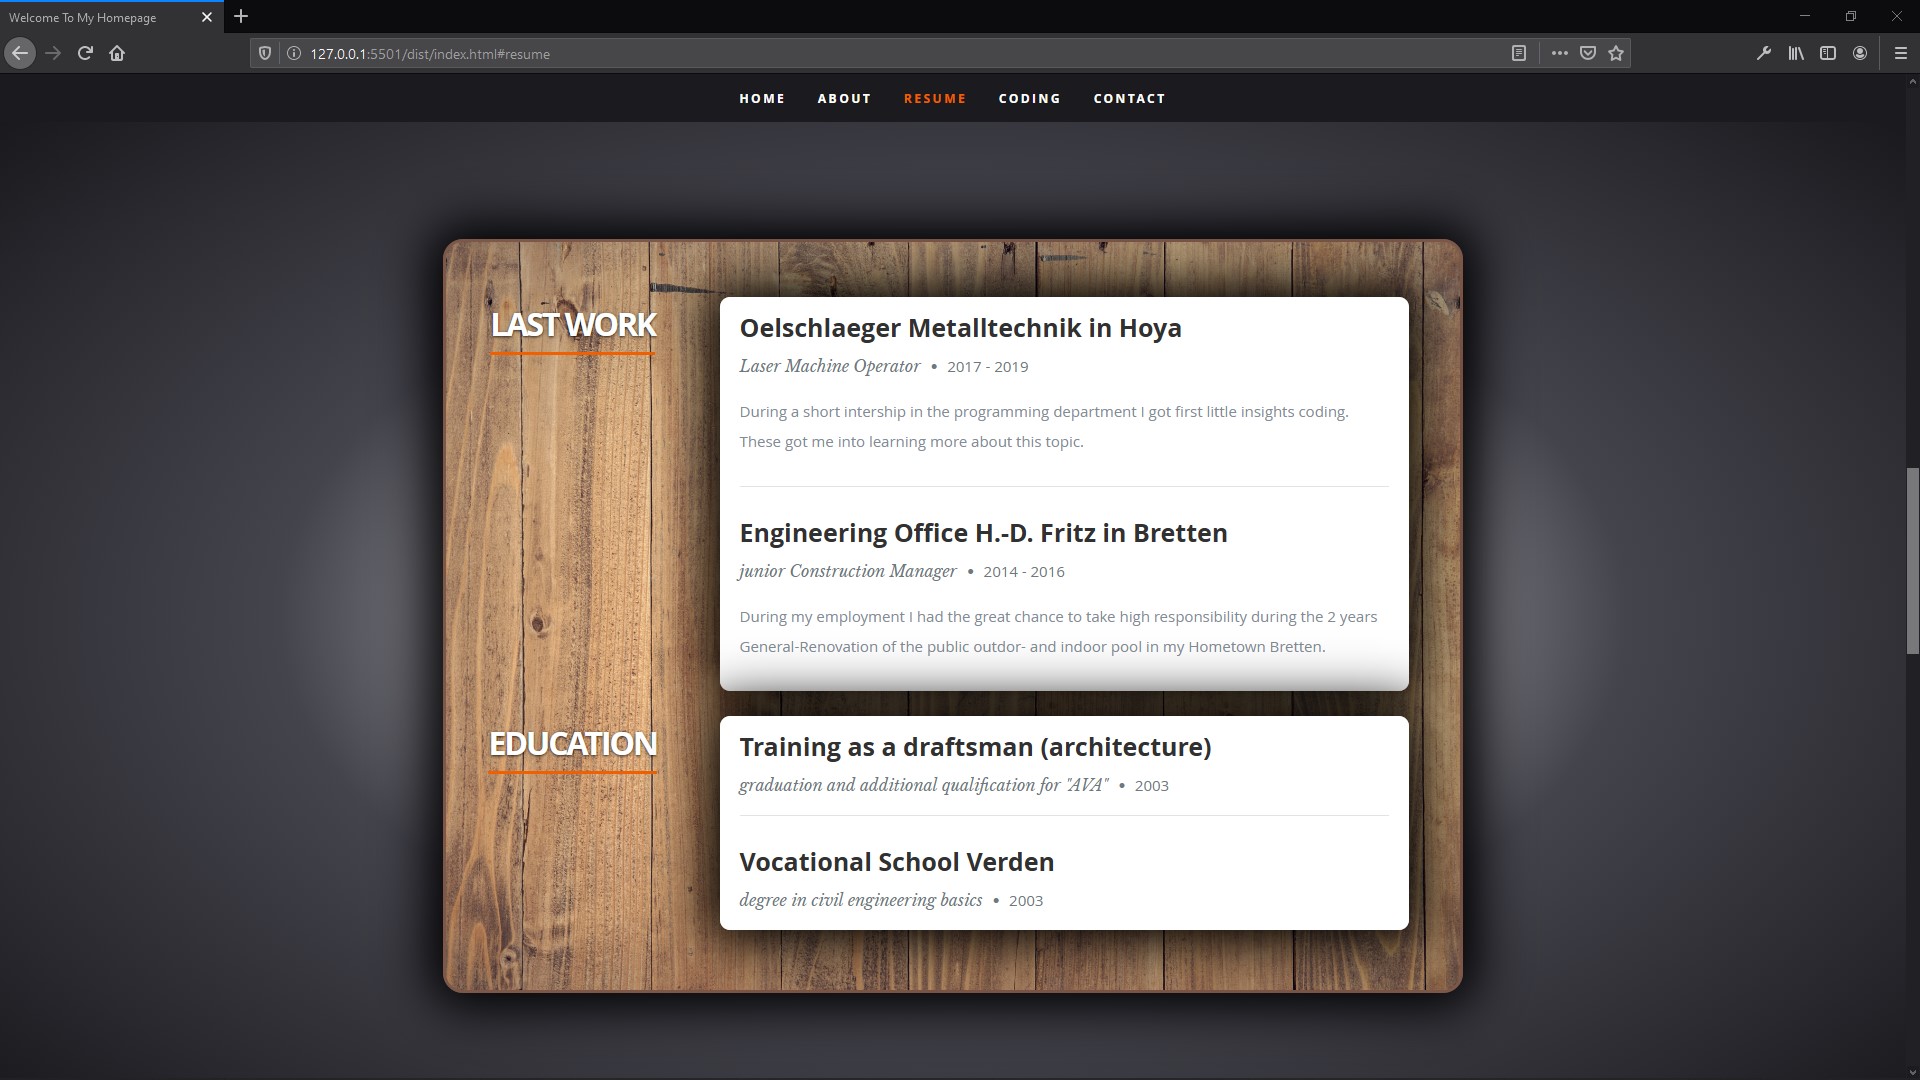 Welcome To My Homepage
127.0.0.1:5501/dist/index.html#resume
HOME ABOUT RESUME CODING CONTACT
LAST WORK
Oelschlaeger Metalltechnik in Hoya
Laser Machine Operator • 2017 - 2019
During a short intership in the programming department I got first little insights coding.
These got me into learning more about this topic.
Engineering Office H.-D. Fritz in Bretten
junior Construction Manager • 2014 - 2016
During my employment I had the great chance to take high responsibility during the 2 years
General-Renovation of the public outdor- and indoor pool in my Hometown Bretten.
EDUCATION
Training as a draftsman (architecture)
graduation and additional qualification for "AVA" • 2003
Vocational School Verden
degree in civil engineering basics • 2003